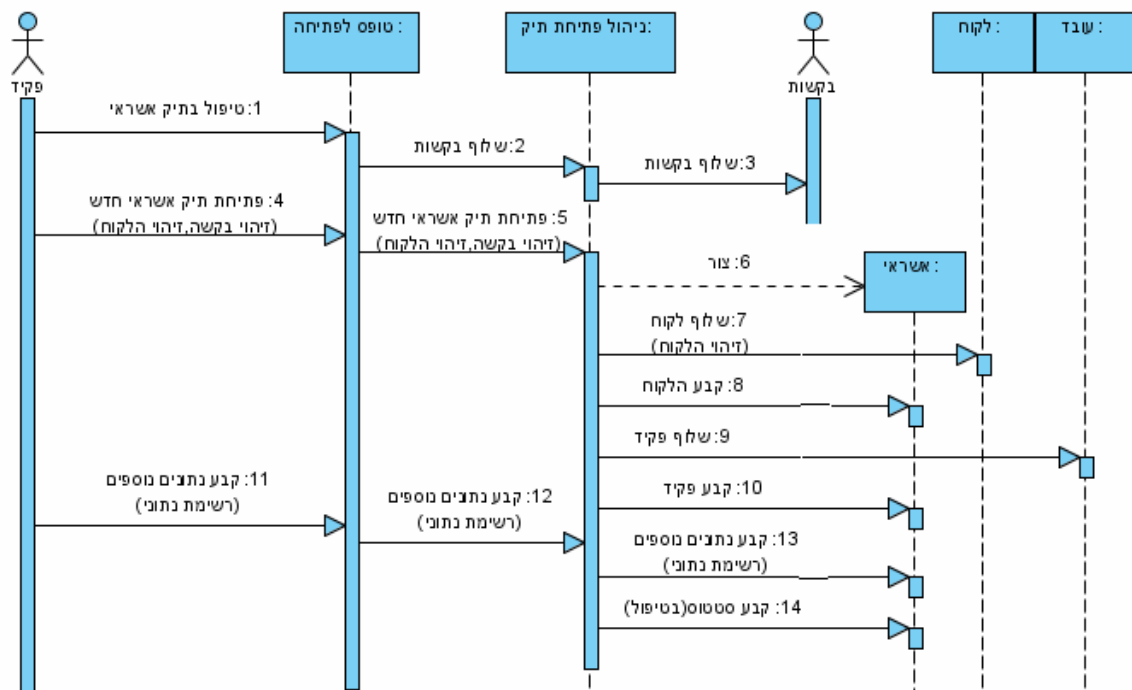 טופס לפתיחה :
ניהול פתיחת תיק:
לקוח :
עובד :
פקיד
בקשות
1:טיפול בתיק אשראי
2:שלוף בקשות
3:שלוף בקשות
4: פתיחת תיק אשראי חדש
(זיהוי בקשה,זיהוי הלקוח)
5: פתיחת תיק אשראי חדש
(זיהוי בקשה,זיהוי הלקוח)
6: צור
אשראי :
7:שלוף לקוח
(זיהוי הלקוח)
8: קבע הלקוח
9: שלוף פקיד
10: קבע פקיד
11: קבע נתונים נוספים
(רשימת נתוני)
12: קבע נתונים נוספים
(רשימת נתוני)
13: קבע נתונים נוספים
(רשימת נתוני)
14: קבע סטטוס(בטיפול)